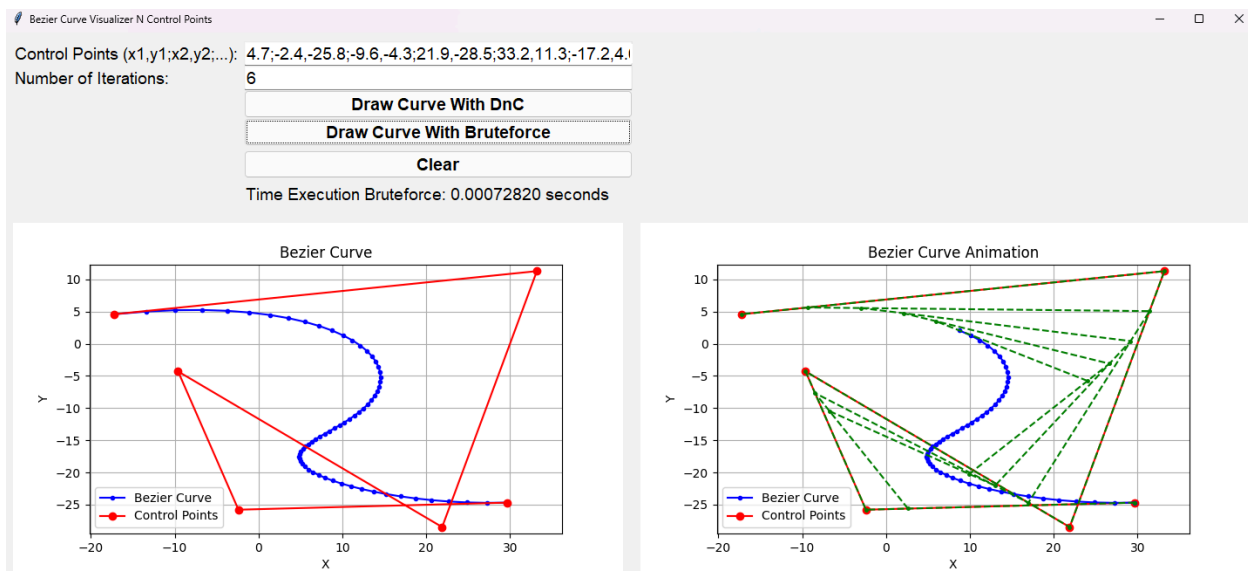 Bezier Curve Visualizer N Control Points
Control Points (x1,y1;x2,y2;...): 4.7;-2.4,-25.8;-9.6,-4.3;21.9,-28.5;33.2,11.3;-17.2,4.
Number of Iterations: 6
Draw Curve With DnC
Draw Curve With Bruteforce
Clear
Time Execution Bruteforce: 0.00072820 seconds
Bezier Curve
10
5
0
−5
−10
−15
−20
−25
Y
Bezier Curve
Control Points
−20 −10 0 10 20 30
X
Bezier Curve Animation
10
5
0
−5
−10
−15
−20
−25
Y
Bezier Curve
Control Points
−20 −10 0 10 20 30
X